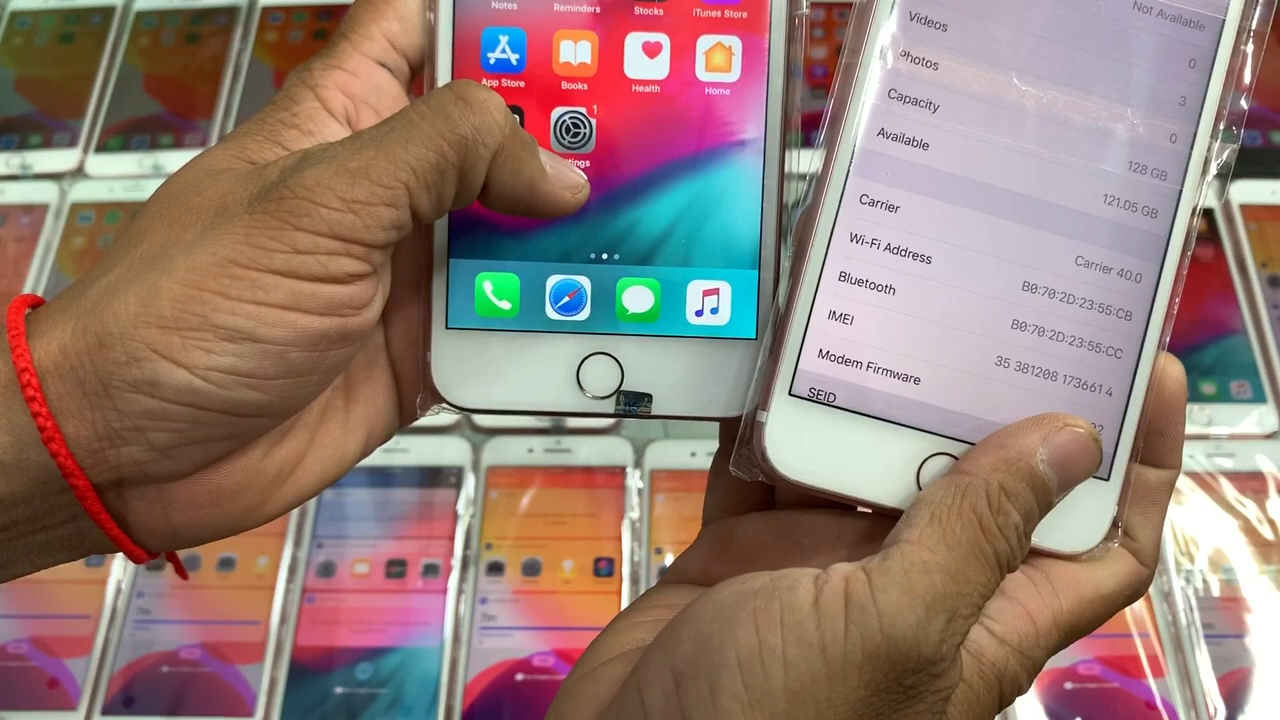 Notes
Reminders
Stocks
iTunes Store
App Store
Books
Health
Home
1
ttings
Not Available
Videos
0
Photos
3
Capacity
0
Available
128 GB
121.05 GB
Carrier
Carrier 40.0
Wi-Fi Address
B0:70:2D:23:55:CB
Bluetooth
B0:70:2D:23:55:CC
IMEI
35 381208 173661 4
Modem Firmware
SEID